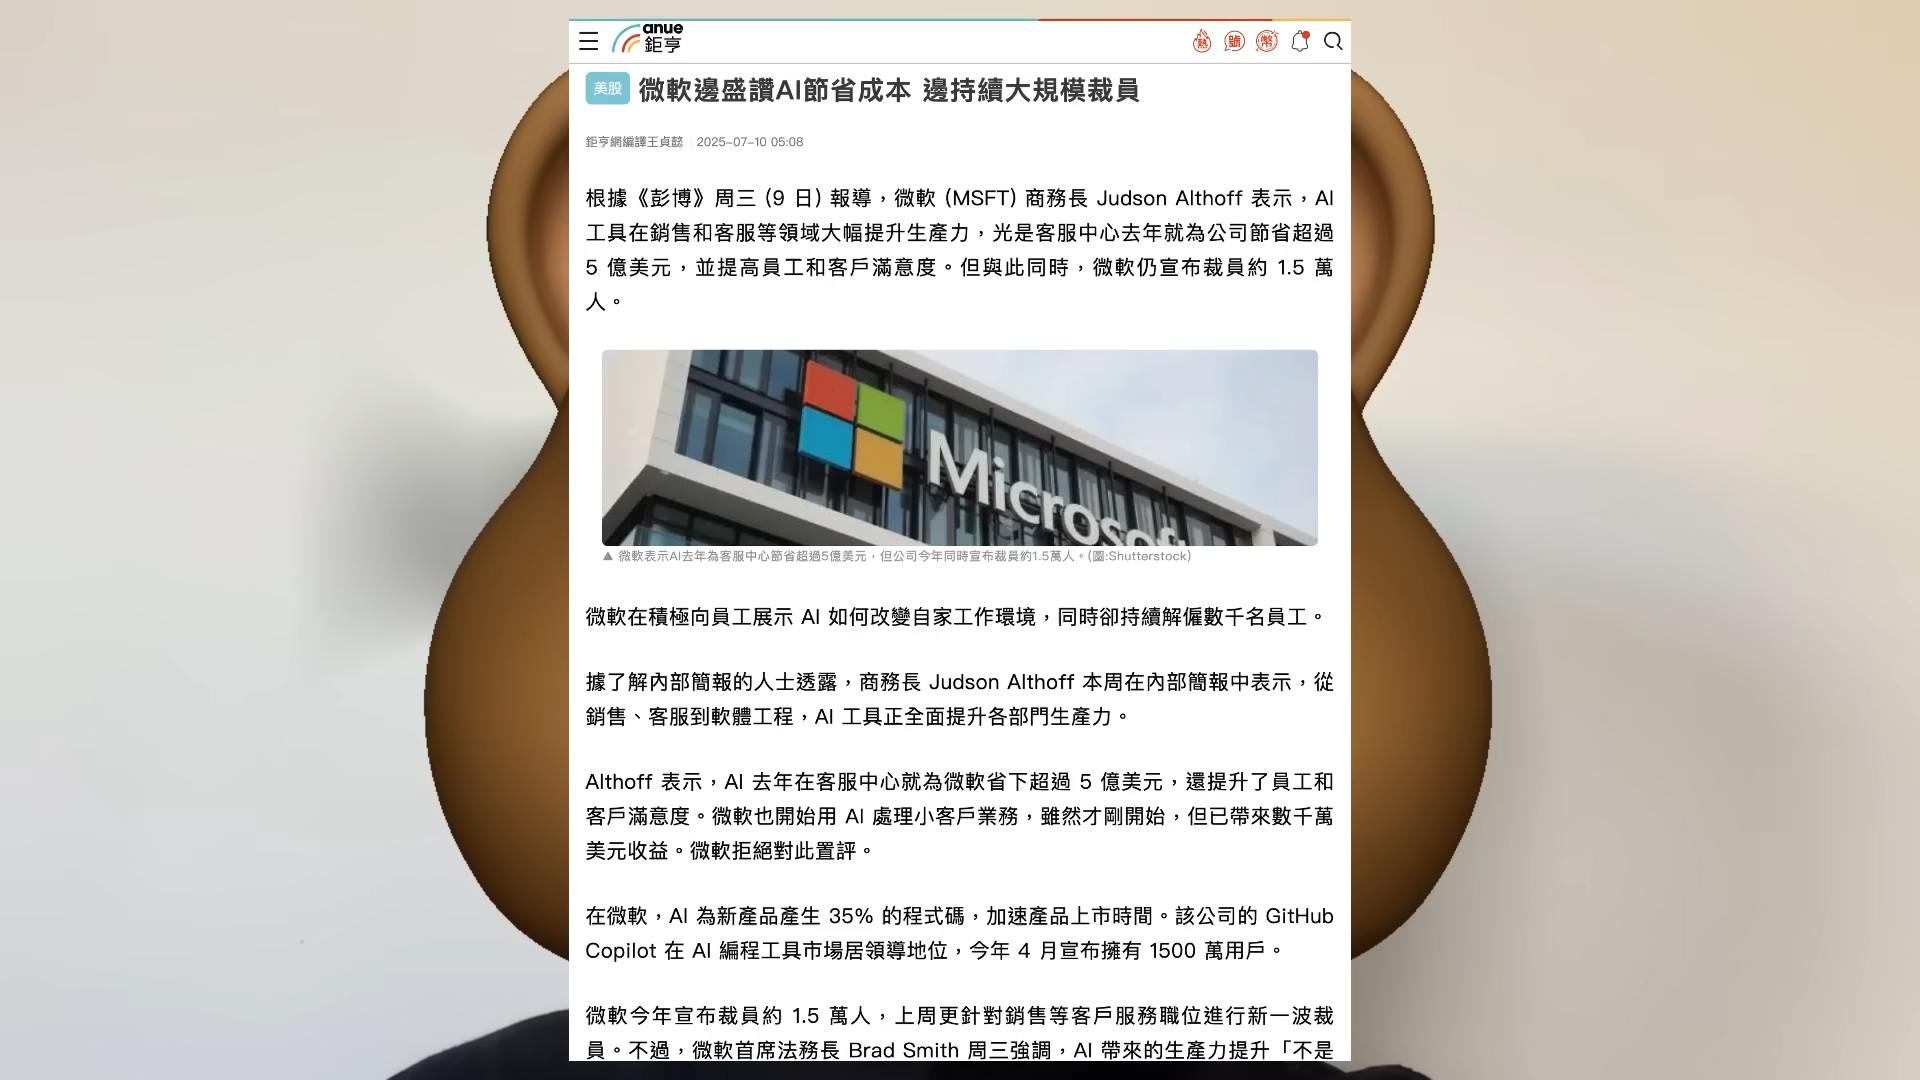 anue
鉅亨
熱
號
幣
美股
微軟邊盛讚AI節省成本 邊持續大規模裁員
鉅亨網編譯王貞懿 2025-07-10 05:08
根據《彭博》周三 (9 日) 報導，微軟 (MSFT) 商務長 Judson Althoff 表示，AI
工具在銷售和客服等領域大幅提升生產力，光是客服中心去年就為公司節省超過
5 億美元，並提高員工和客戶滿意度。但與此同時，微軟仍宣布裁員約 1.5 萬
人。
Microsoft
▲ 微軟表示AI去年為客服中心節省超過5億美元，但公司今年同時宣布裁員約1.5萬人。(圖:Shutterstock)
微軟在積極向員工展示 AI 如何改變自家工作環境，同時卻持續解僱數千名員工。
據了解內部簡報的人士透露，商務長 Judson Althoff 本周在內部簡報中表示，從
銷售、客服到軟體工程，AI 工具正全面提升各部門生產力。
Althoff 表示，AI 去年在客服中心就為微軟省下超過 5 億美元，還提升了員工和
客戶滿意度。微軟也開始用 AI 處理小客戶業務，雖然才剛開始，但已帶來數千萬
美元收益。微軟拒絕對此置評。
在微軟，AI 為新產品產生 35% 的程式碼，加速產品上市時間。該公司的 GitHub
Copilot 在 AI 編程工具市場居領導地位，今年 4 月宣布擁有 1500 萬用戶。
微軟今年宣布裁員約 1.5 萬人，上周更針對銷售等客戶服務職位進行新一波裁
員。不過，微軟首席法務長 Brad Smith 周三強調，AI 帶來的生產力提升「不是